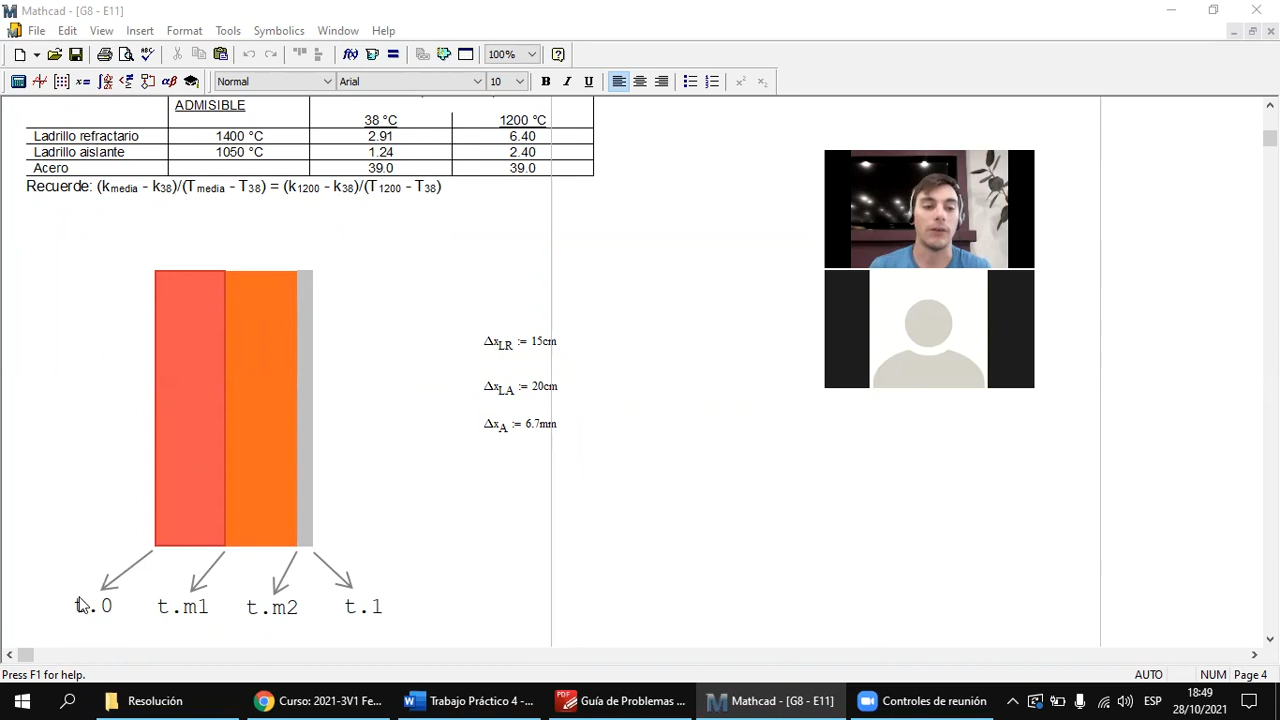 Mathcad - [G8 - E11]
File Edit View Insert Format Tools Symbolics Window Help
100%
Normal Arial 10 B I U
ADMISIBLE
38 °C 1200 °C
Ladrillo refractario 1400 °C 2.91 6.40
Ladrillo aislante 1050 °C 1.24 2.40
Acero 39.0 39.0
Recuerde: (kmedia - k38)/(Tmedia - T38) = (k1200 - k38)/(T1200 - T38)
ΔxLR := 15cm
ΔxLA := 20cm
ΔxA := 6.7mm
t.0 t.m1 t.m2 t.1
Press F1 for help. AUTO NUM Page 4
Resolución Curso: 2021-3V1 Fe... Trabajo Práctico 4 -... Guía de Problemas ... Mathcad - [G8 - E11] Controles de reunión ESP 18:49
28/10/2021